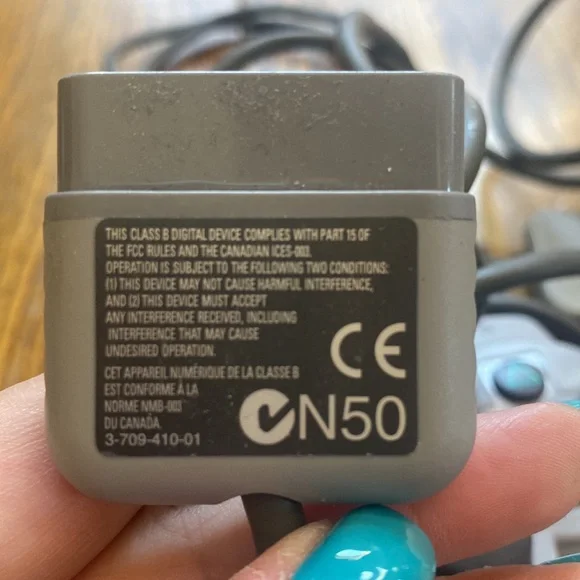 THIS CLASS B DIGITAL DEVICE COMPLIES WITH PART 15 OF
THE FCC RULES AND THE CANADIAN ICES-003.
OPERATION IS SUBJECT TO THE FOLLOWING TWO CONDITIONS:
(1) THIS DEVICE MAY NOT CAUSE HARMFUL INTERFERENCE,
AND (2) THIS DEVICE MUST ACCEPT
ANY INTERFERENCE RECEIVED, INCLUDING
INTERFERENCE THAT MAY CAUSE
UNDESIRED OPERATION.
CE
CET APPAREIL NUMÉRIQUE DE LA CLASSE B
EST CONFORME À LA
NORME NMB-003
DU CANADA
3-709-410-01
N50